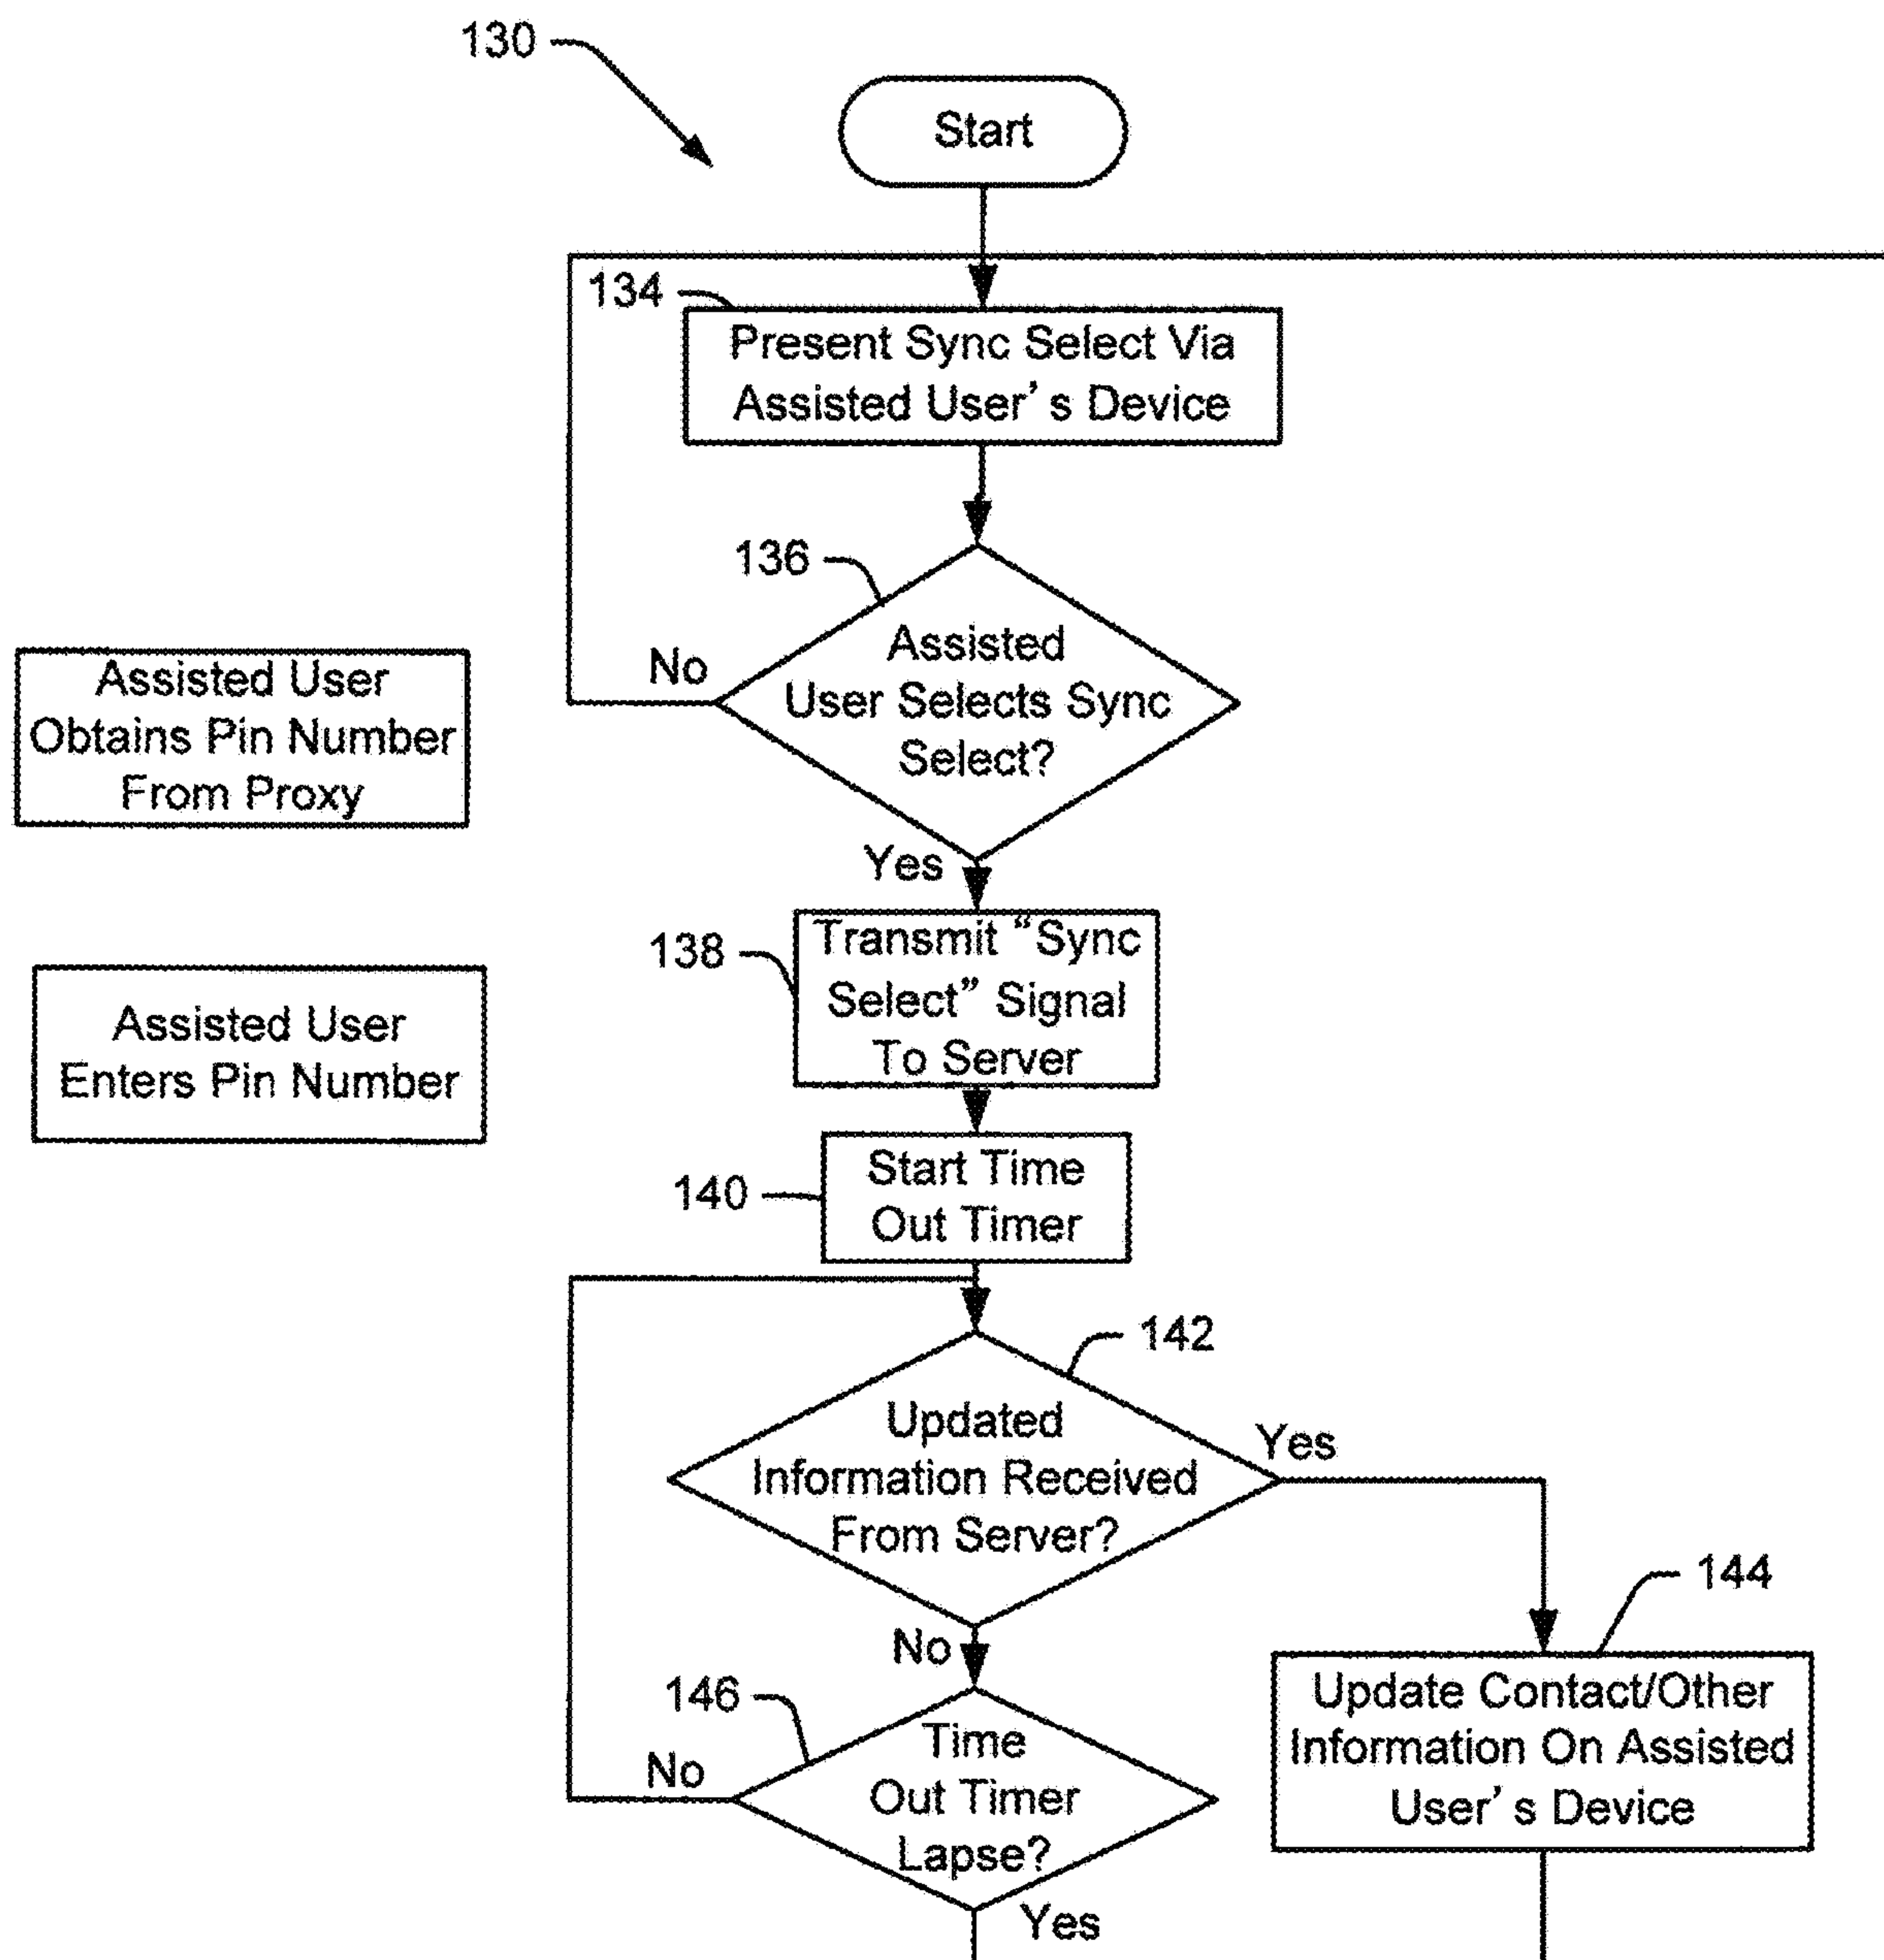 130
Start
134
Present Sync Select Via
Assisted User's Device
136
Assisted
User Selects Sync
Select?
No
Yes
Assisted User
Obtains Pin Number
From Proxy
138
Transmit “Sync
Select” Signal
To Server
Assisted User
Enters Pin Number
140
Start Time
Out Timer
142
Updated
Information Received
From Server?
Yes
No
144
Update Contact/Other
Information On Assisted
User's Device
146
Time
Out Timer
Lapse?
No
Yes